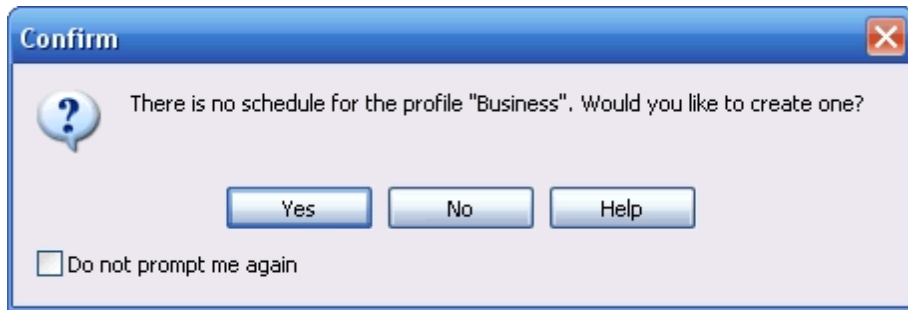 Confirm
There is no schedule for the profile "Business". Would you like to create one?
Yes No Help
Do not prompt me again